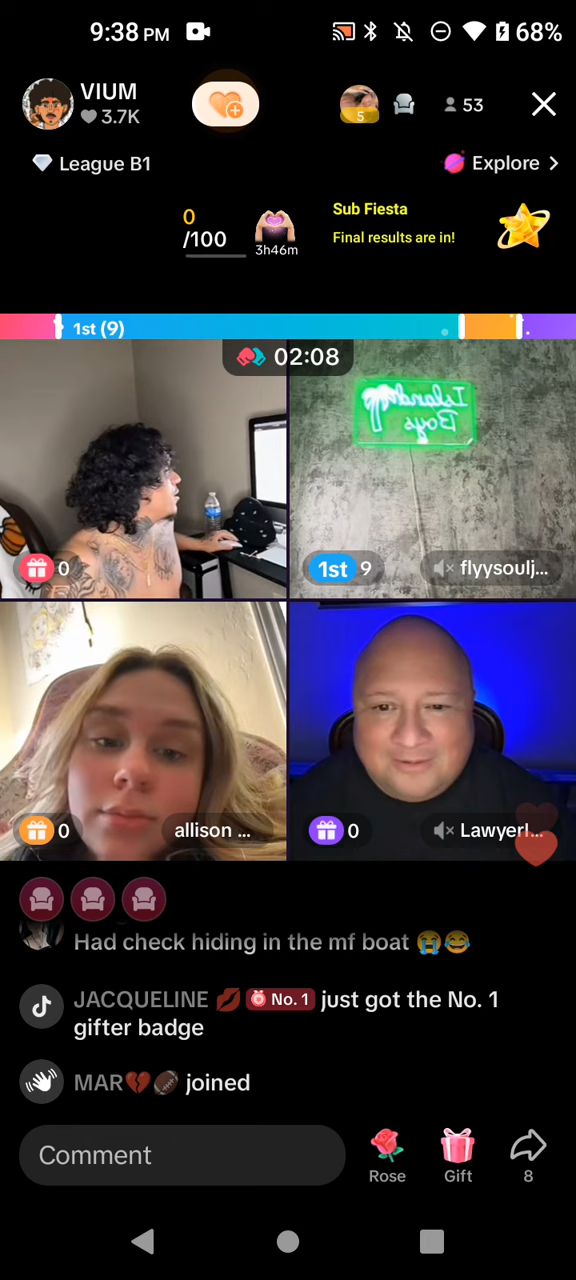 9:38 PM
68%
VIUM
3.7K
5
53
League B1
Explore
0
/100
3h46m
Sub Fiesta
Final results are in!
1st (9)
02:08
Island
Boys
0
1st 9
flyysoulj...
0
allison ...
0
Lawyerl...
Had check hiding in the mf boat 😭😂
JACQUELINE 💋 No. 1 just got the No. 1
gifter badge
MAR💔🏈 joined
Comment
Rose
Gift
8